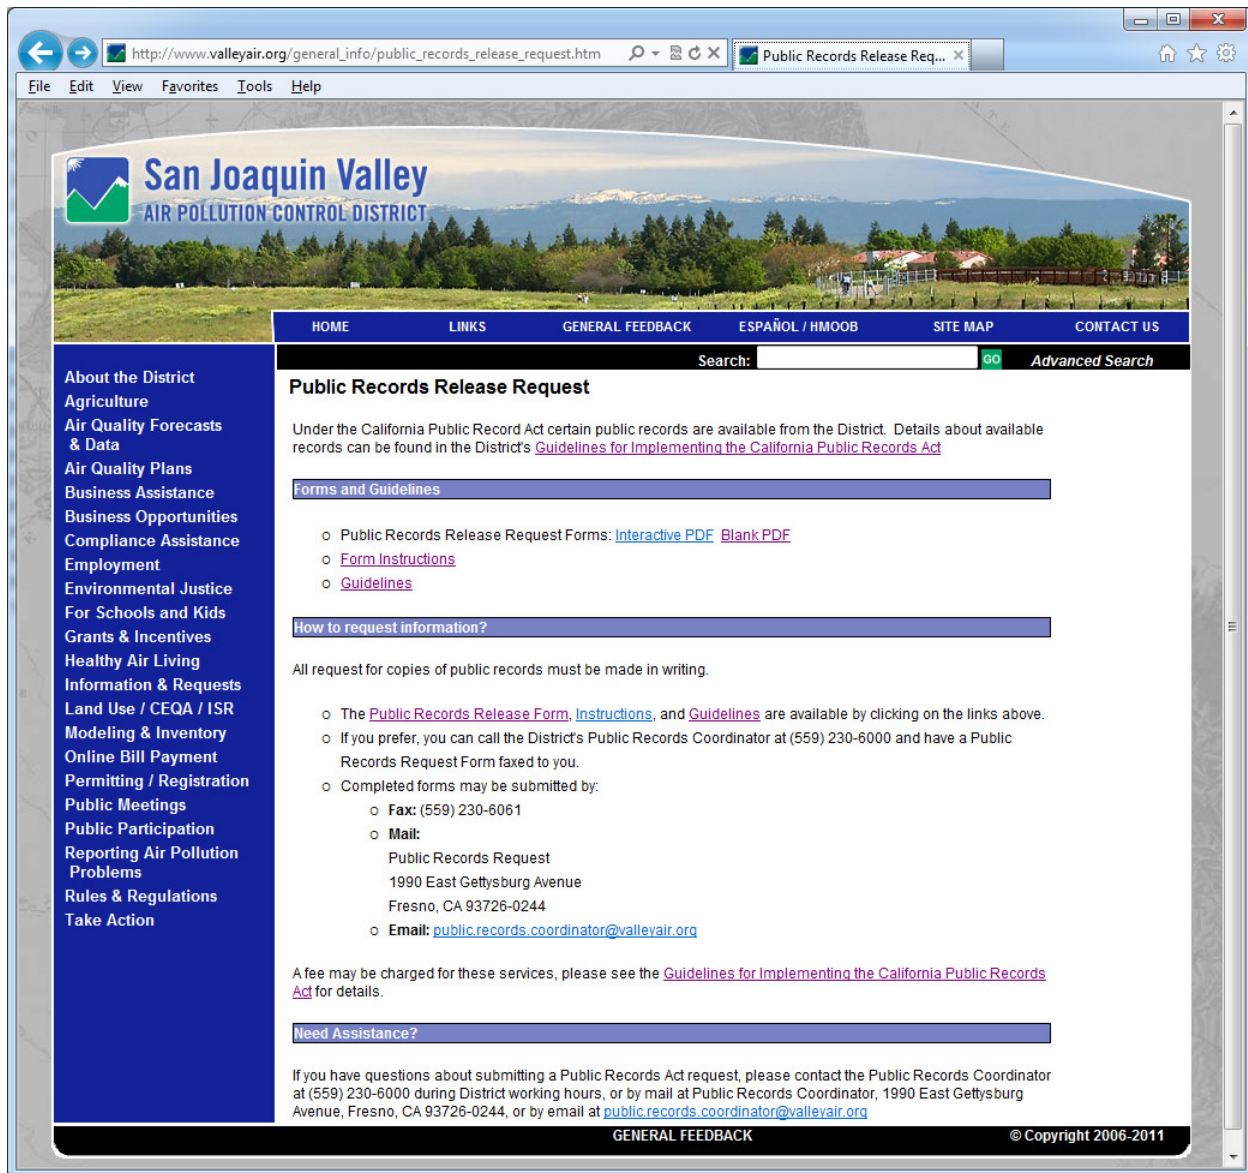 http://www.valleyair.org/general_info/public_records_release_request.htm
Public Records Release Req...
File Edit View Favorites Tools Help
San Joaquin Valley
AIR POLLUTION CONTROL DISTRICT
HOME LINKS GENERAL FEEDBACK ESPAÑOL / HMOOB SITE MAP CONTACT US
Search: GO Advanced Search
About the District
Agriculture
Air Quality Forecasts
& Data
Air Quality Plans
Business Assistance
Business Opportunities
Compliance Assistance
Employment
Environmental Justice
For Schools and Kids
Grants & Incentives
Healthy Air Living
Information & Requests
Land Use / CEQA / ISR
Modeling & Inventory
Online Bill Payment
Permitting / Registration
Public Meetings
Public Participation
Reporting Air Pollution
Problems
Rules & Regulations
Take Action
Public Records Release Request
Under the California Public Record Act certain public records are available from the District. Details about available
records can be found in the District's Guidelines for Implementing the California Public Records Act
Forms and Guidelines
o Public Records Release Request Forms: Interactive PDF Blank PDF
o Form Instructions
o Guidelines
How to request information?
All request for copies of public records must be made in writing.
o The Public Records Release Form, Instructions, and Guidelines are available by clicking on the links above.
o If you prefer, you can call the District's Public Records Coordinator at (559) 230-6000 and have a Public
Records Request Form faxed to you.
o Completed forms may be submitted by:
o Fax: (559) 230-6061
o Mail:
Public Records Request
1990 East Gettysburg Avenue
Fresno, CA 93726-0244
o Email: public.records.coordinator@valleyair.org
A fee may be charged for these services, please see the Guidelines for Implementing the California Public Records
Act for details.
Need Assistance?
If you have questions about submitting a Public Records Act request, please contact the Public Records Coordinator
at (559) 230-6000 during District working hours, or by mail at Public Records Coordinator, 1990 East Gettysburg
Avenue, Fresno, CA 93726-0244, or by email at public.records.coordinator@valleyair.org
GENERAL FEEDBACK © Copyright 2006-2011